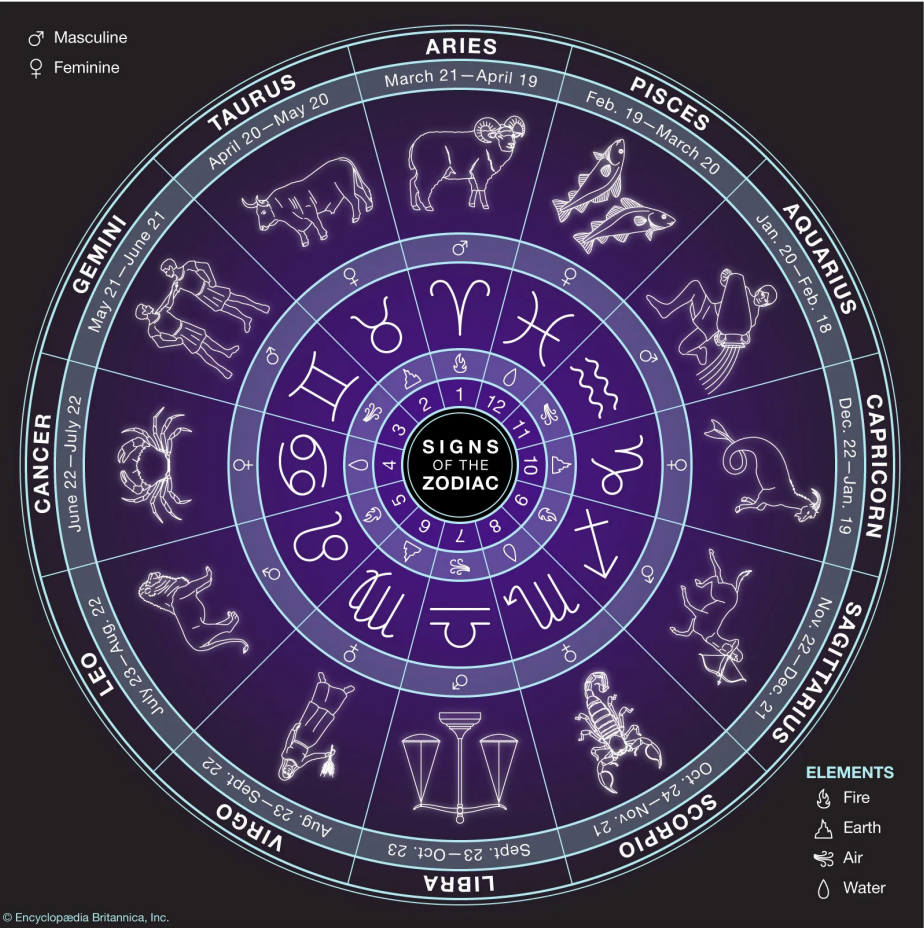 ♂ Masculine
♀ Feminine
ARIES
March 21—April 19
TAURUS
April 20—May 20
GEMINI
May 21—June 21
CANCER
June 22—July 22
LEO
July 23—Aug. 22
VIRGO
Aug. 23—Sept. 22
LIBRA
Sept. 23—Oct. 23
SCORPIO
Oct. 24—Nov. 21
SAGITTARIUS
Nov. 22—Dec. 21
CAPRICORN
Dec. 22—Jan. 19
AQUARIUS
Jan. 20—Feb. 18
PISCES
Feb. 19—March 20
1
2
3
4
5
6
7
8
9
10
11
12
SIGNS
OF THE
ZODIAC
ELEMENTS
Fire
Earth
Air
Water
© Encyclopædia Britannica, Inc.